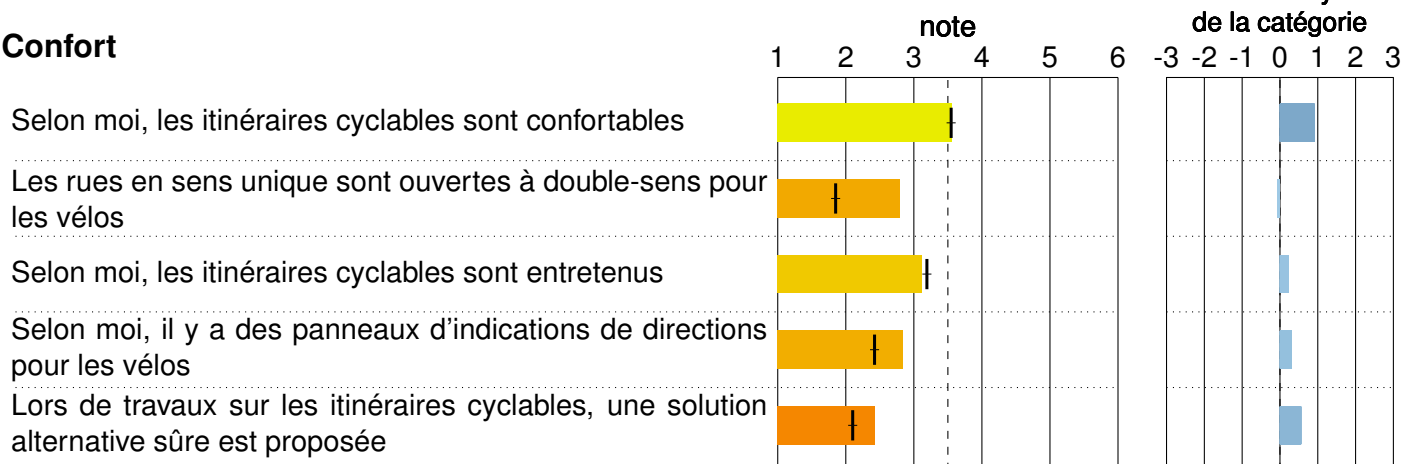 note
de la catégorie
Confort
1 2 3 4 5 6
-3 -2 -1 0 1 2 3
Selon moi, les itinéraires cyclables sont confortables
Les rues en sens unique sont ouvertes à double-sens pour
les vélos
Selon moi, les itinéraires cyclables sont entretenus
Selon moi, il y a des panneaux d'indications de directions
pour les vélos
Lors de travaux sur les itinéraires cyclables, une solution
alternative sûre est proposée